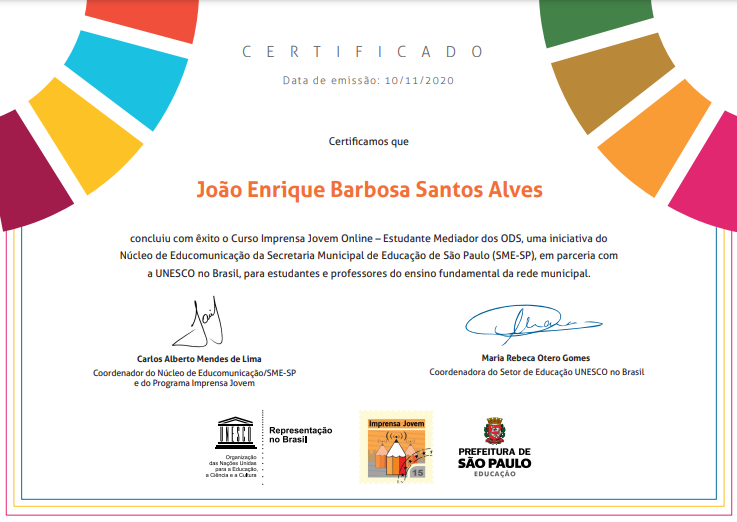 CERTIFICADO
Data de emissão: 10/11/2020
Certificamos que
João Enrique Barbosa Santos Alves
concluiu com êxito o Curso Imprensa Jovem Online – Estudante Mediador dos ODS, uma iniciativa do
Núcleo de Educomunicação da Secretaria Municipal de Educação de São Paulo (SME-SP), em parceria com
a UNESCO no Brasil, para estudantes e professores do ensino fundamental da rede municipal.
Carlos Alberto Mendes de Lima
Coordenador do Núcleo de Educomunicação/SME-SP
e do Programa Imprensa Jovem
Maria Rebeca Otero Gomes
Coordenadora do Setor de Educação UNESCO no Brasil
UNESCO
Organização
das Nações Unidas
para a Educação,
a Ciência e a Cultura
Representação
no Brasil
Imprensa Jovem
15
PREFEITURA DE
SÃO PAULO
EDUCAÇÃO